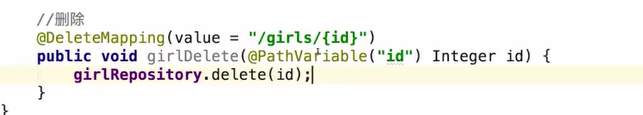 //删除
@DeleteMapping(value = "/girls/{id}")
public void girlDelete(@PathVariable("id") Integer id) {
girlRepository.delete(id);
}
}